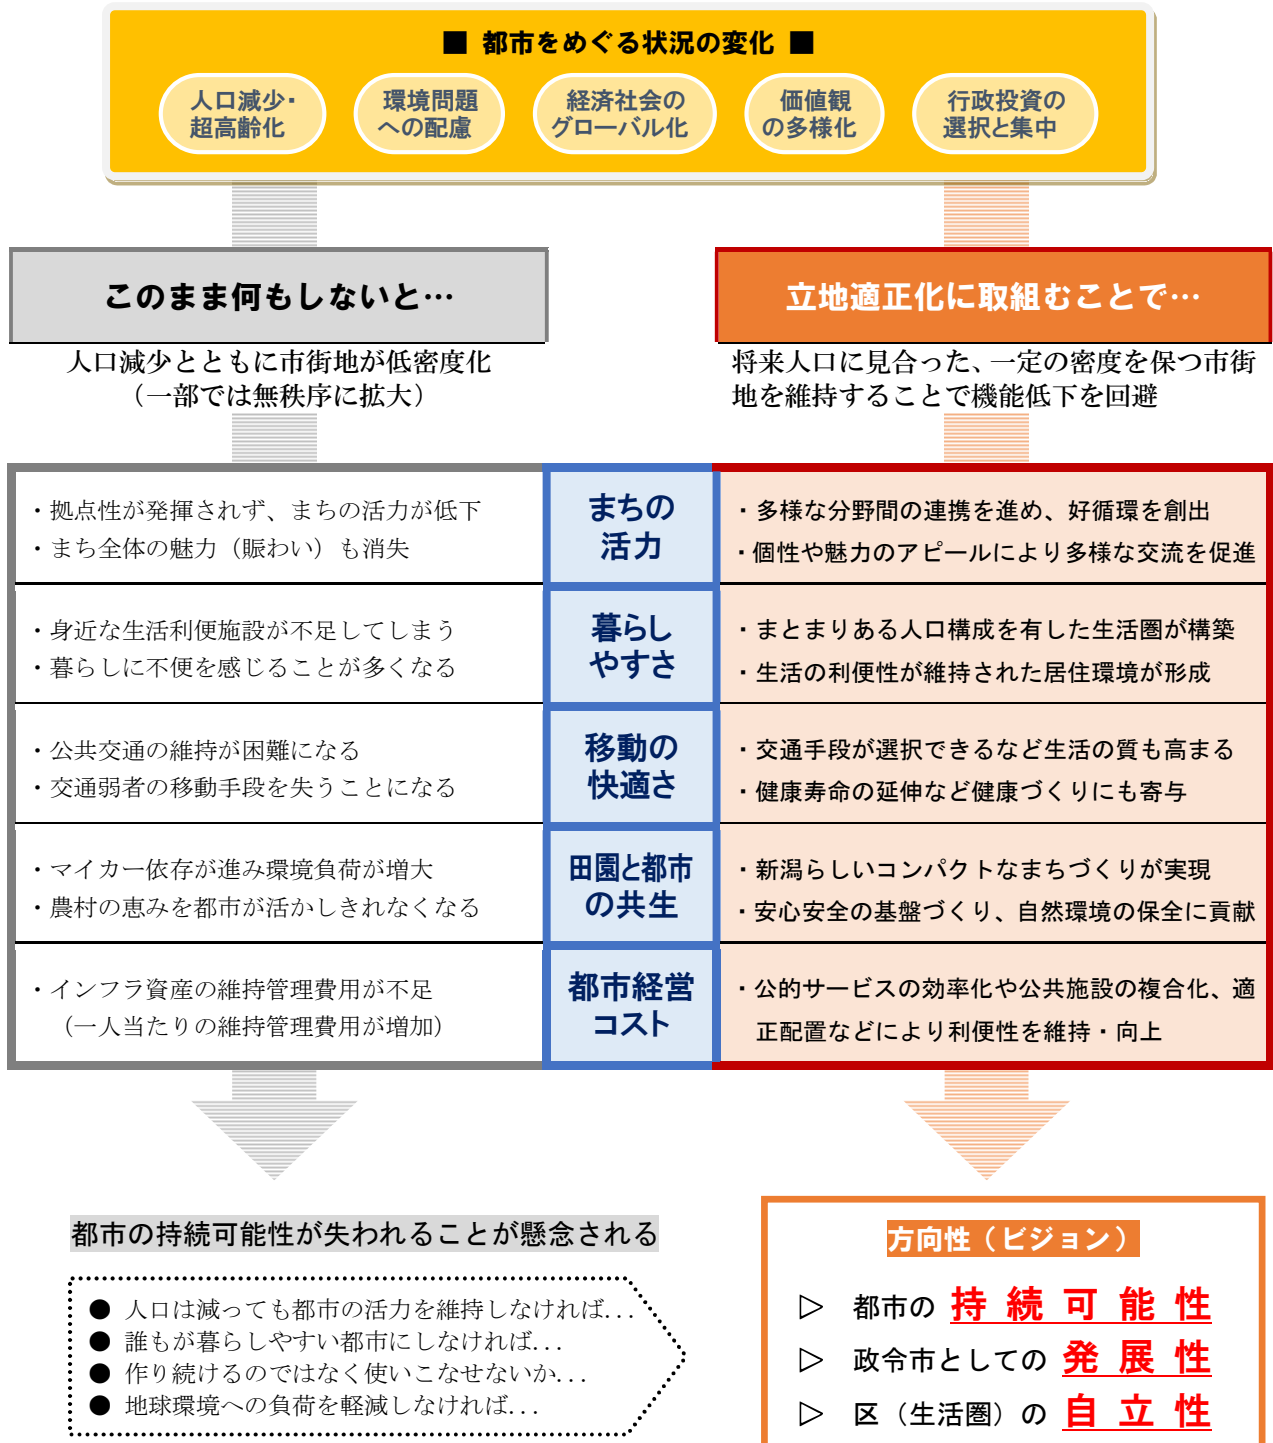 ■ 都市をめぐる状況の変化 ■
人口減少・
超高齢化
環境問題
への配慮
経済社会の
グローバル化
価値観
の多様化
行政投資の
選択と集中
このまま何もしないと…
人口減少とともに市街地が低密度化
（一部では無秩序に拡大）
立地適正化に取組むことで…
将来人口に見合った、一定の密度を保つ市街
地を維持することで機能低下を回避
・拠点性が発揮されず、まちの活力が低下
・まち全体の魅力（賑わい）も消失
まちの
活力
・多様な分野間の連携を進め、好循環を創出
・個性や魅力のアピールにより多様な交流を促進
・身近な生活利便施設が不足してしまう
・暮らしに不便を感じることが多くなる
暮らし
やすさ
・まとまりある人口構成を有した生活圏が構築
・生活の利便性が維持された居住環境が形成
・公共交通の維持が困難になる
・交通弱者の移動手段を失うことになる
移動の
快適さ
・交通手段が選択できるなど生活の質も高まる
・健康寿命の延伸など健康づくりにも寄与
・マイカー依存が進み環境負荷が増大
・農村の恵みを都市が活かしきれなくなる
田園と都市
の共生
・新潟らしいコンパクトなまちづくりが実現
・安心安全の基盤づくり、自然環境の保全に貢献
・インフラ資産の維持管理費用が不足
（一人当たりの維持管理費用が増加）
都市経営
コスト
・公的サービスの効率化や公共施設の複合化、適
正配置などにより利便性を維持・向上
都市の持続可能性が失われることが懸念される
● 人口は減っても都市の活力を維持しなければ...
● 誰もが暮らしやすい都市にしなければ...
● 作り続けるのではなく使いこなせないか...
● 地球環境への負荷を軽減しなければ...
方向性（ビジョン）
▷ 都市の 持続可能性
▷ 政令市としての 発展性
▷ 区（生活圏）の 自立性